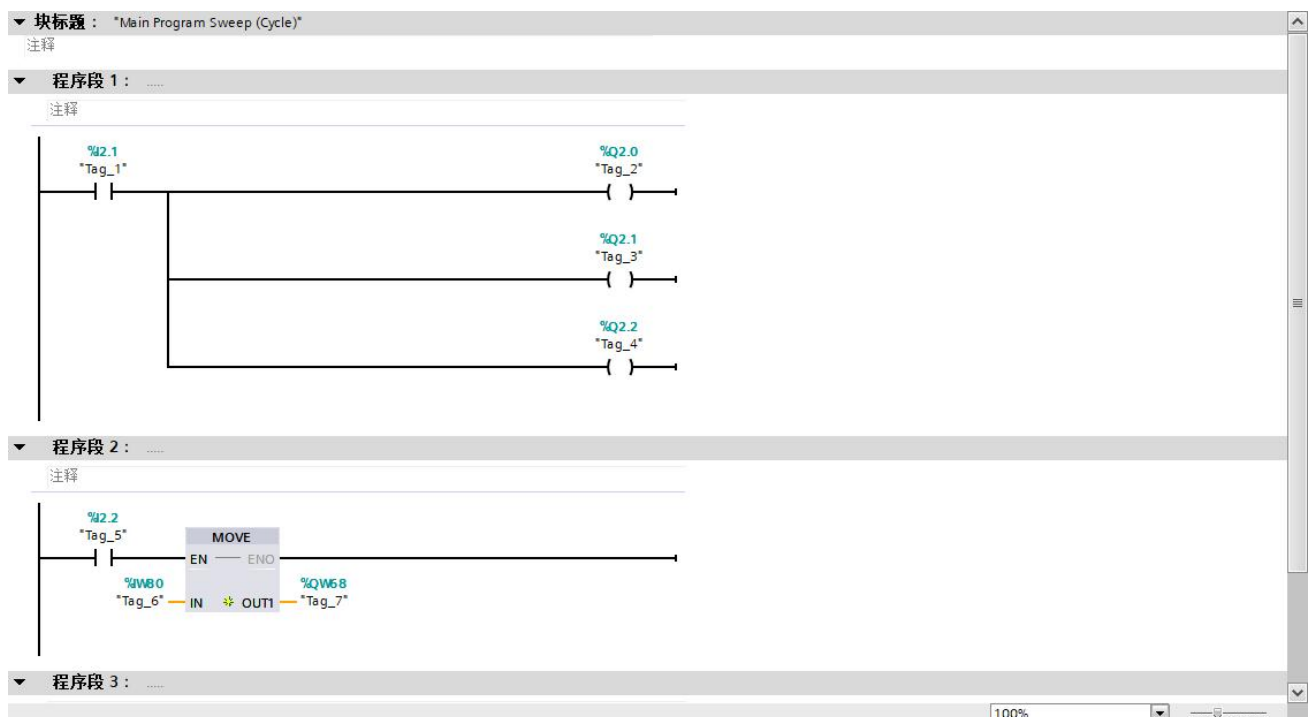 块标题： "Main Program Sweep (Cycle)"
注释
程序段 1： .....
注释
%I2.1
"Tag_1"
%Q2.0
"Tag_2"
%Q2.1
"Tag_3"
%Q2.2
"Tag_4"
程序段 2： .....
注释
%I2.2
"Tag_5"
MOVE
EN
ENO
%IW80
"Tag_6"
IN
OUT1
%QW68
"Tag_7"
程序段 3： .....
100%